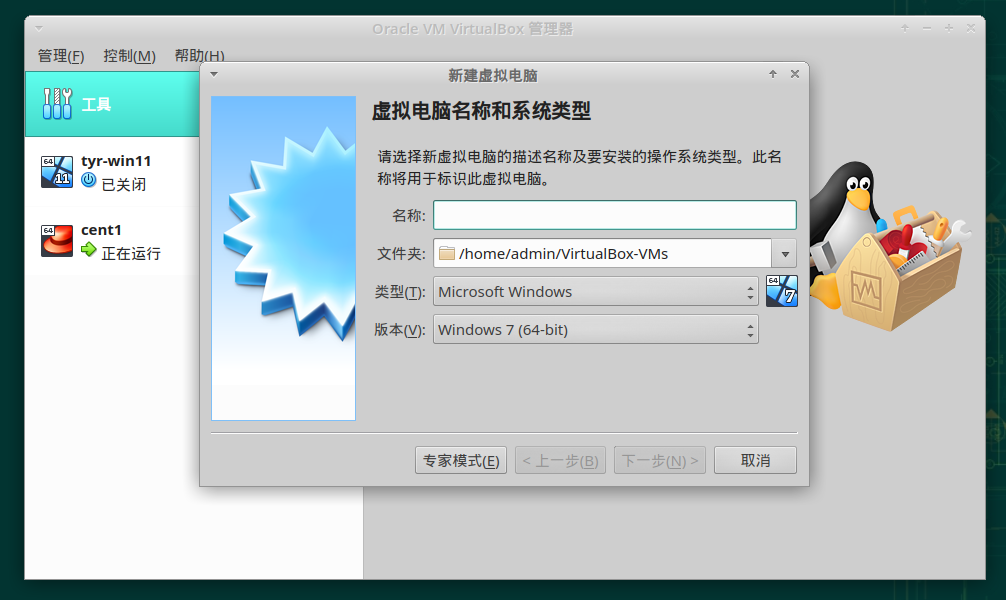 Oracle VM VirtualBox 管理器
管理(F) 控制(M) 帮助(H)
工具
64
11
tyr-win11
已关闭
64
cent1
正在运行
新建虚拟电脑
虚拟电脑名称和系统类型
请选择新虚拟电脑的描述名称及要安装的操作系统类型。此名
称将用于标识此虚拟电脑。
名称:
文件夹: /home/admin/VirtualBox-VMs
类型(T): Microsoft Windows
64
7
版本(V): Windows 7 (64-bit)
专家模式(E) < 上一步(B) 下一步(N) > 取消